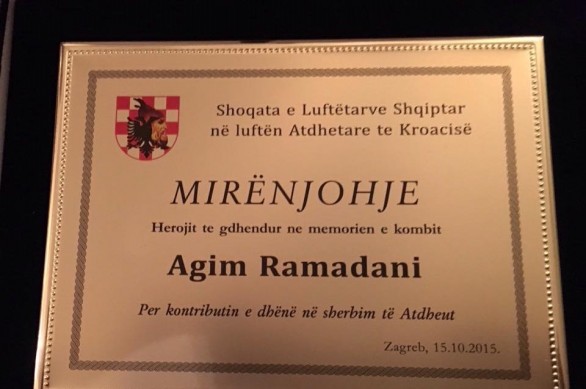 Shoqata e Luftëtarve Shqiptar
në luftën Atdhetare te Kroacisë
MIRËNJOHJE
Herojit te gdhendur ne memorien e kombit
Agim Ramadani
Per kontributin e dhënë në sherbim të Atdheut
Zagreb, 15.10.2015.